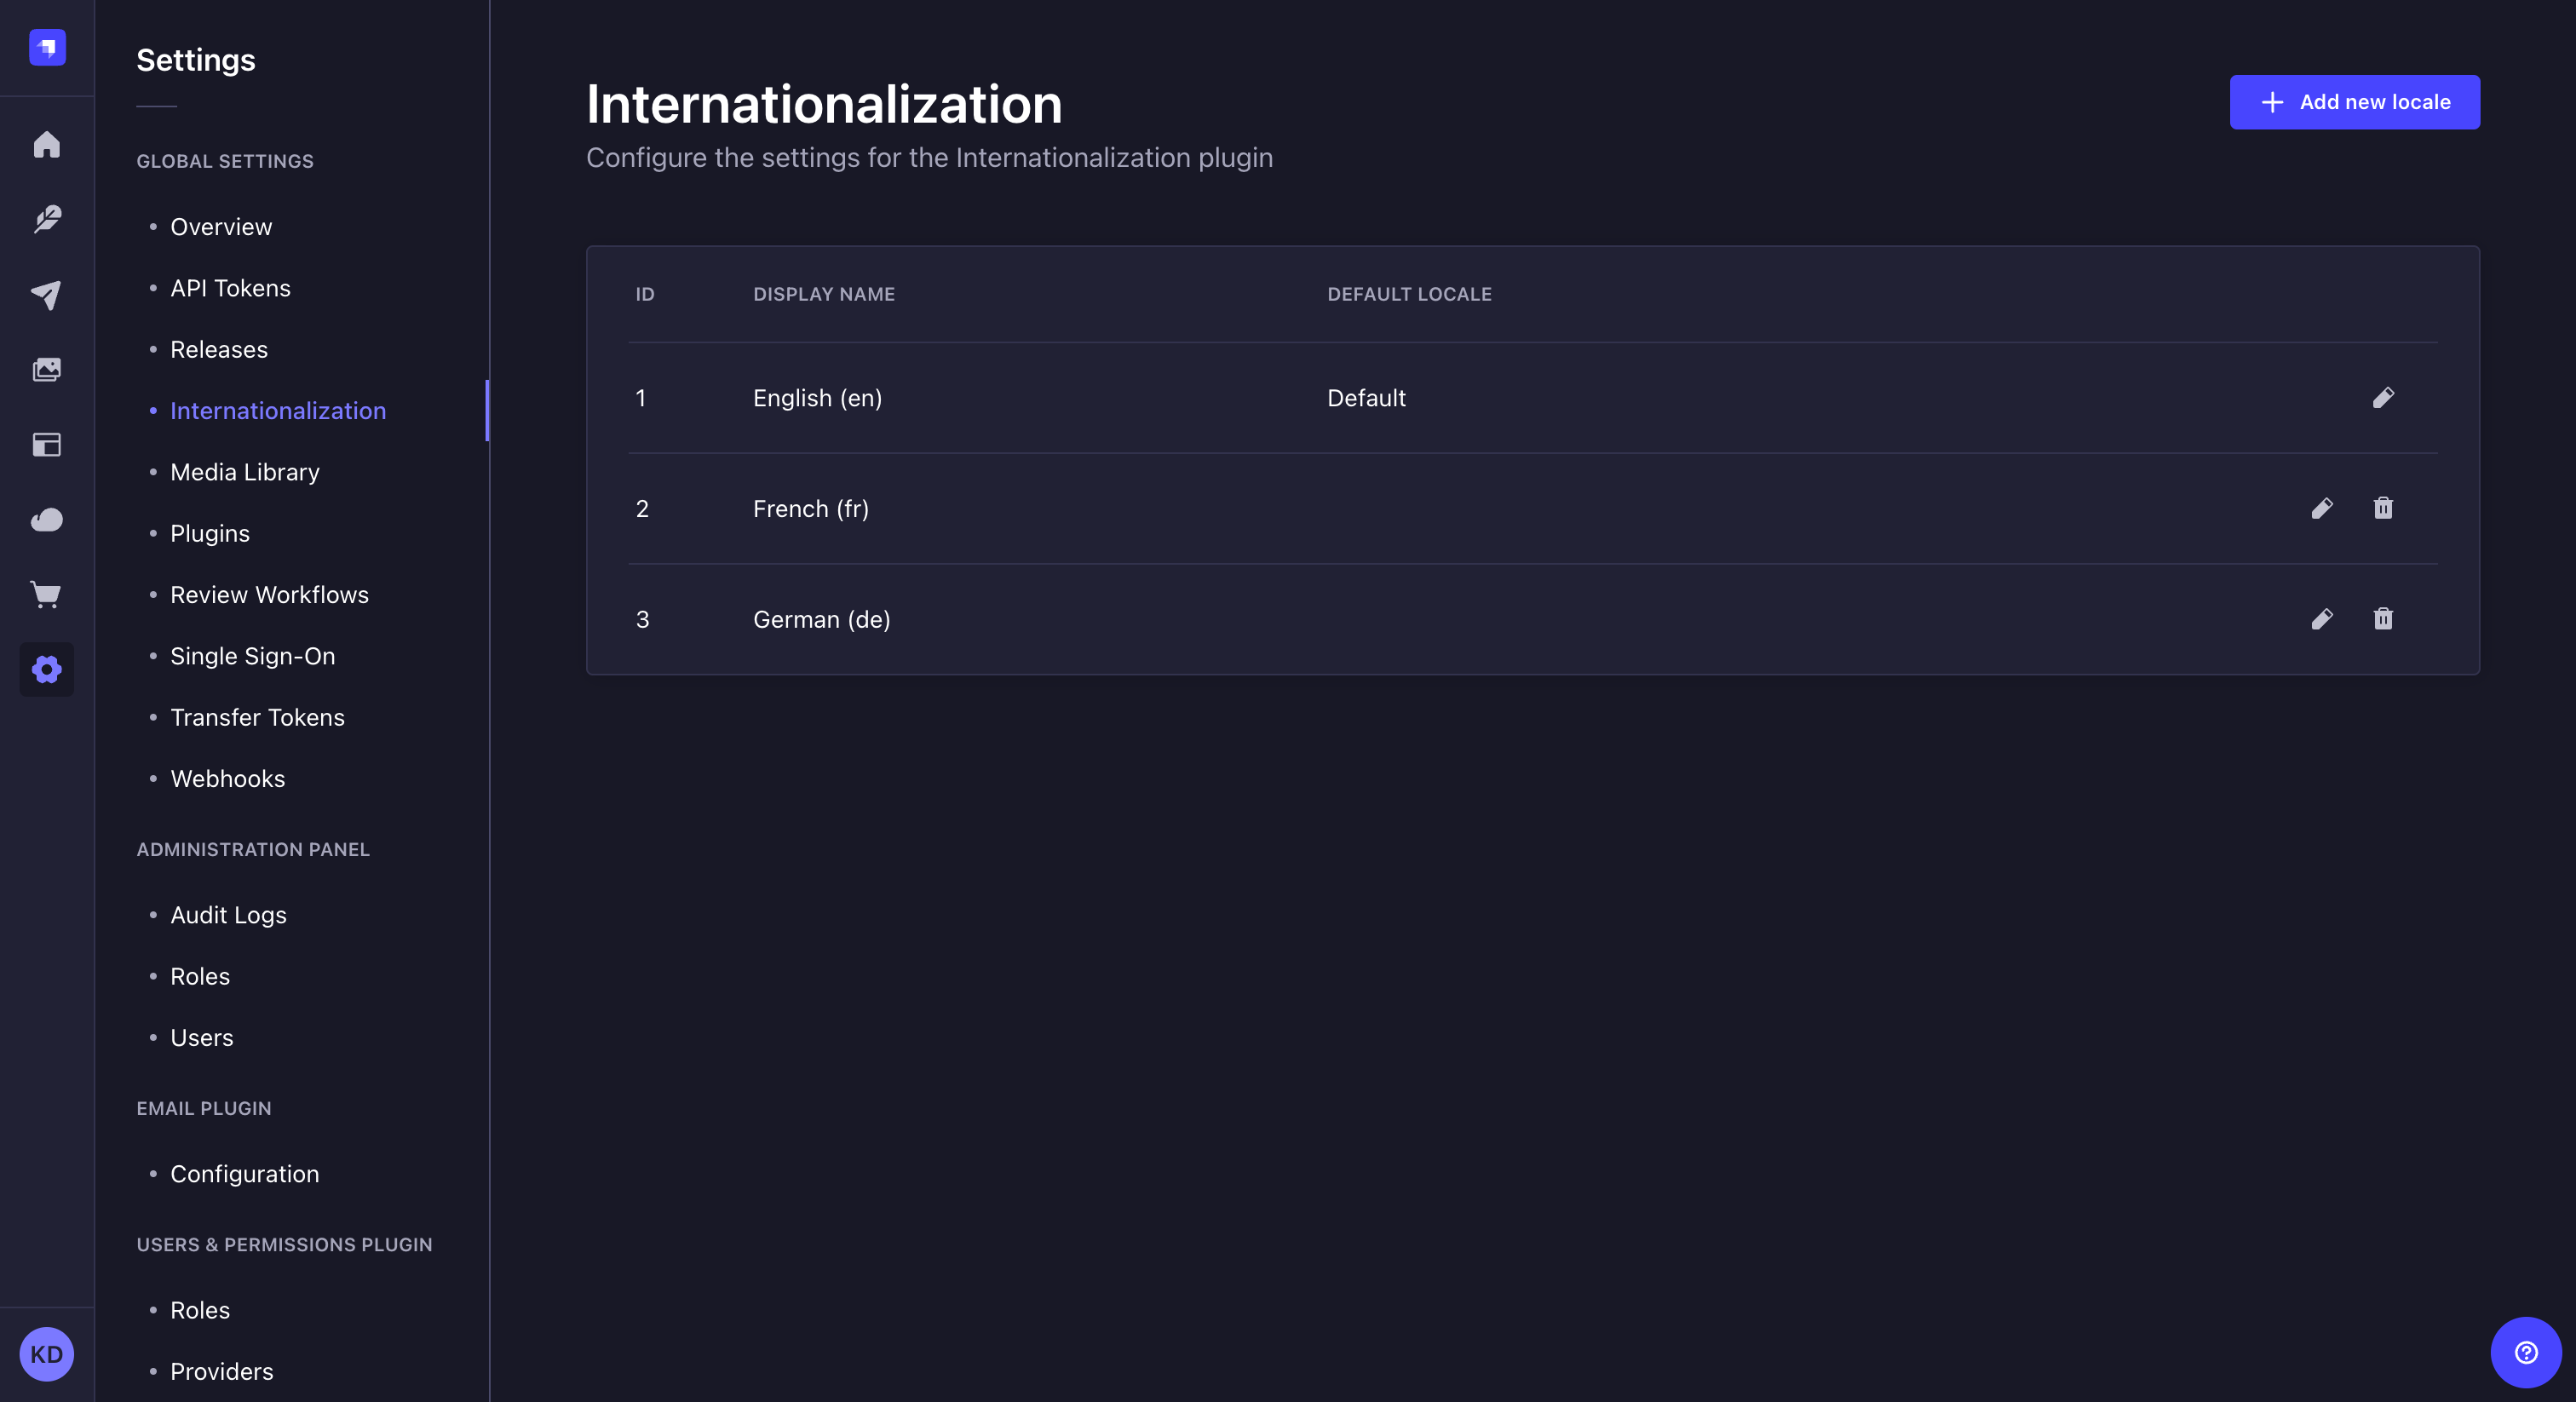 Settings
GLOBAL SETTINGS
Overview
API Tokens
Releases
Internationalization
Media Library
Plugins
Review Workflows
Single Sign-On
Transfer Tokens
Webhooks
ADMINISTRATION PANEL
Audit Logs
Roles
Users
EMAIL PLUGIN
Configuration
USERS & PERMISSIONS PLUGIN
Roles
Providers
KD
Internationalization
Configure the settings for the Internationalization plugin
Add new locale
ID DISPLAY NAME DEFAULT LOCALE
1 English (en) Default
2 French (fr)
3 German (de)